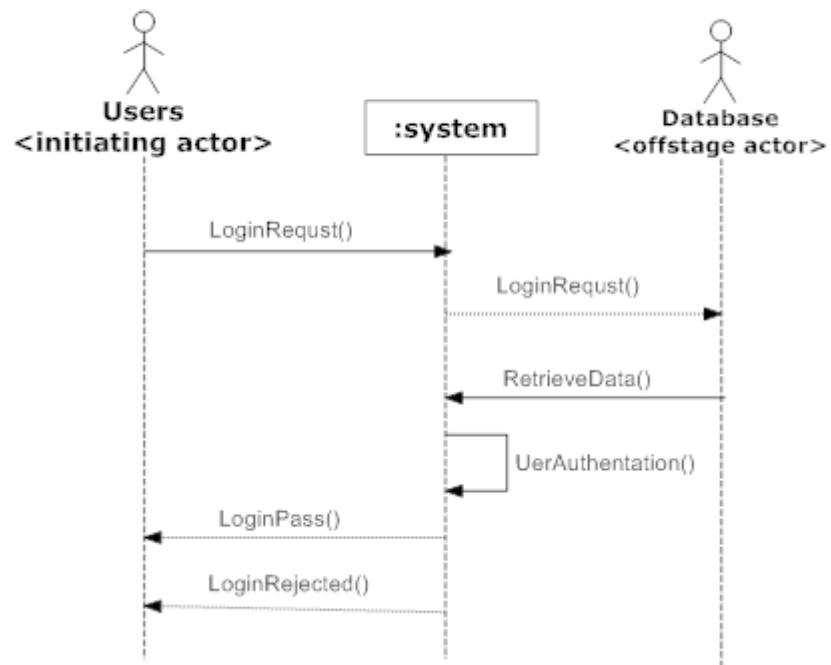 Users
<initiating actor>
:system
Database
<offstage actor>
LoginRequst()
LoginRequst()
RetrieveData()
UerAuthentation()
LoginPass()
LoginRejected()